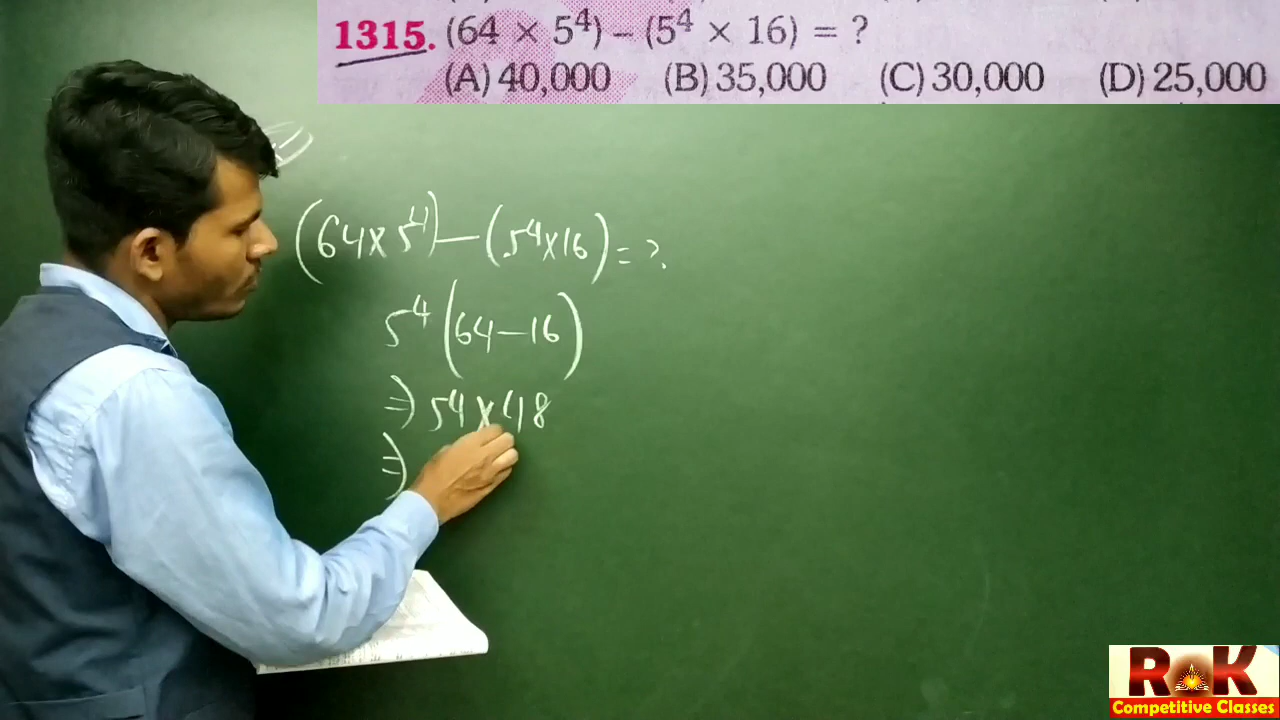 1315. (64 × 5⁴) – (5⁴ × 16) = ?
(A) 40,000 (B) 35,000 (C) 30,000 (D) 25,000
(64×5⁴)—(5⁴×16)=?
5⁴(64—16)
⇒ 5⁴×48
⇒
ROK
Competitive Classes